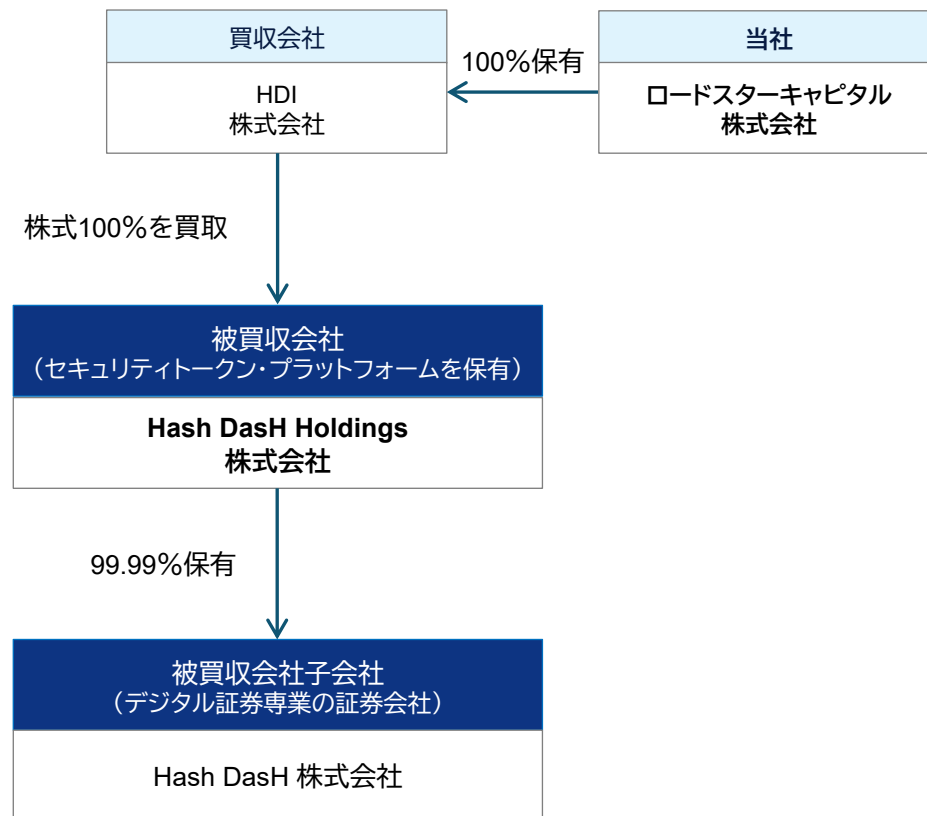 買収会社
HDI
株式会社
100%保有
当社
ロードスターキャピタル
株式会社
株式100%を買取
被買収会社
（セキュリティトークン・プラットフォームを保有）
Hash DasH Holdings
株式会社
99.99%保有
被買収会社子会社
（デジタル証券専業の証券会社）
Hash DasH 株式会社